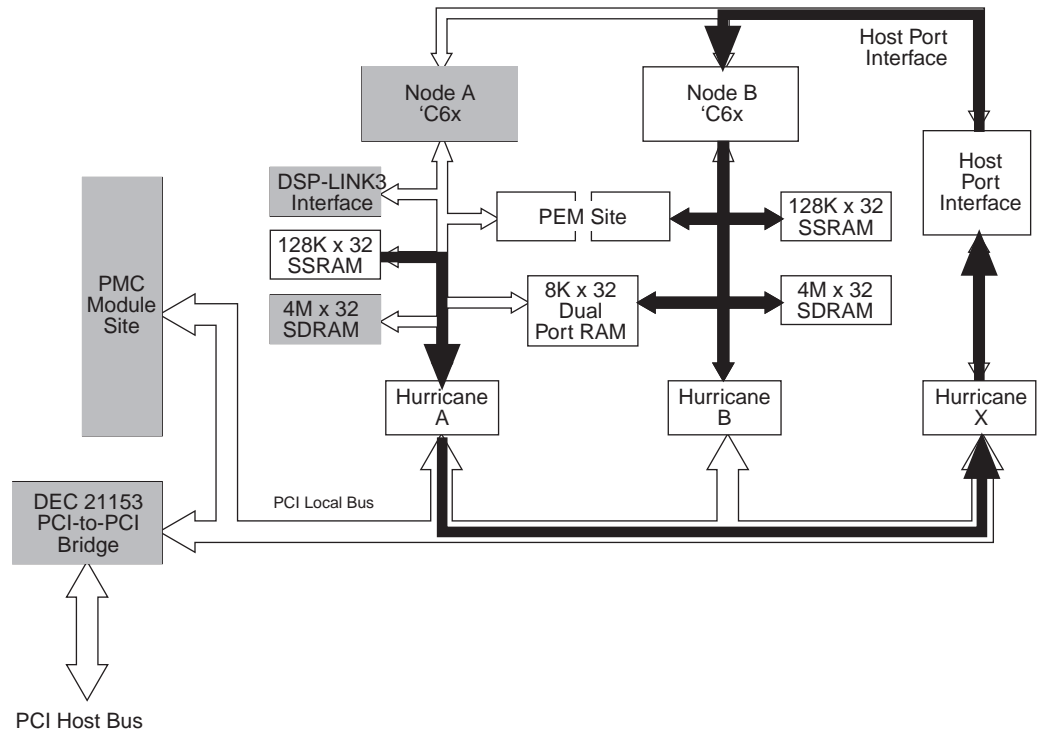 Host Port
Interface
Node A
‘C6x
Node B
‘C6x
Host
Port
Interface
DSP-LINK3
Interface
PEM Site
128K x 32
SSRAM
128K x 32
SSRAM
PMC
Module
Site
4M x 32
SDRAM
8K x 32
Dual
Port RAM
4M x 32
SDRAM
Hurricane
A
Hurricane
B
Hurricane
X
DEC 21153
PCI-to-PCI
Bridge
PCI Local Bus
PCI Host Bus